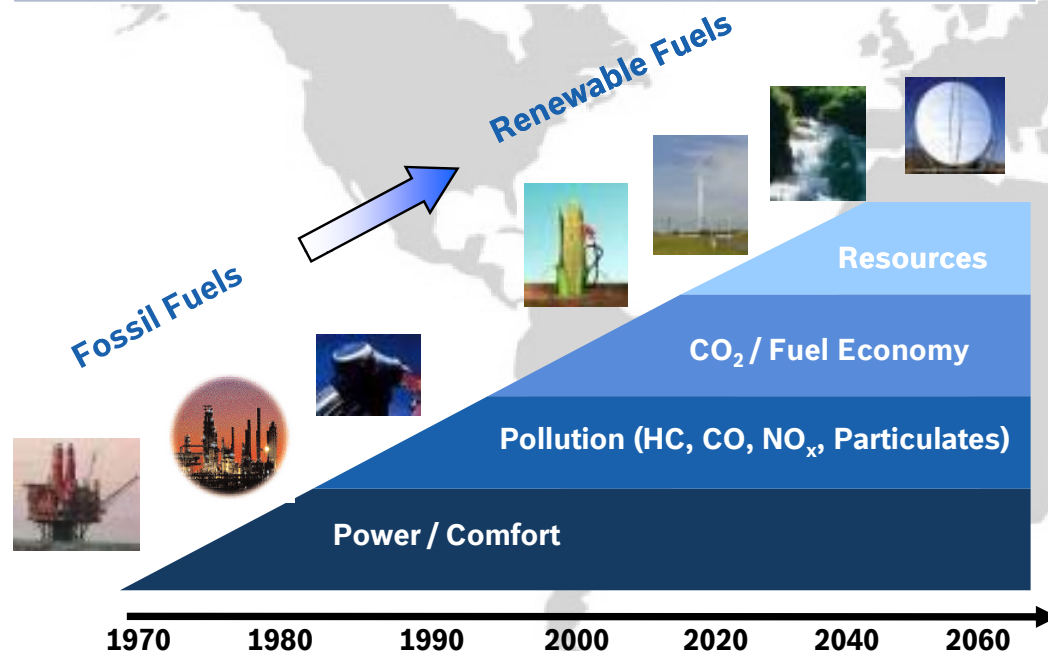 Renewable Fuels
Fossil Fuels
Resources
CO₂ / Fuel Economy
Pollution (HC, CO, NOₓ, Particulates)
Power / Comfort
1970 1980 1990 2000 2020 2040 2060